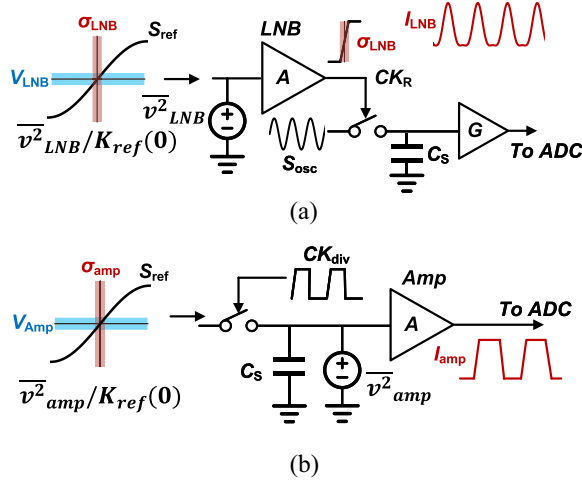 σLNB
Sref
LNB
σLNB
ILNB
VLNB
A
CKR
v²LNB
+
−
v²LNB/Kref(0)
Sosc
CS
G
To ADC
(a)
σamp
Sref
CKdiv
Amp
To ADC
VAmp
A
Iamp
CS
+
−
v²amp
v²amp/Kref(0)
(b)